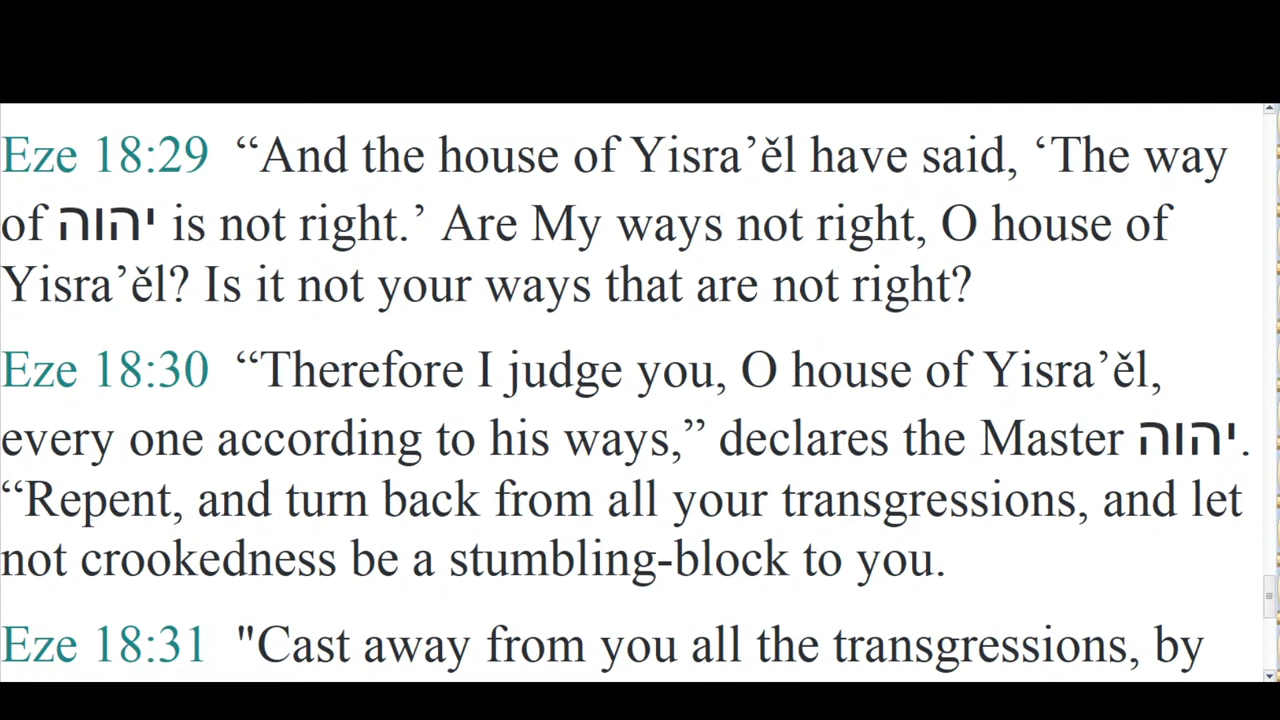 Eze 18:29 “And the house of Yisra’ěl have said, ‘The way
of יהוה is not right.’ Are My ways not right, O house of
Yisra’ěl? Is it not your ways that are not right?
Eze 18:30 “Therefore I judge you, O house of Yisra’ěl,
every one according to his ways,” declares the Master יהוה.
“Repent, and turn back from all your transgressions, and let
not crookedness be a stumbling-block to you.
Eze 18:31 "Cast away from you all the transgressions, by